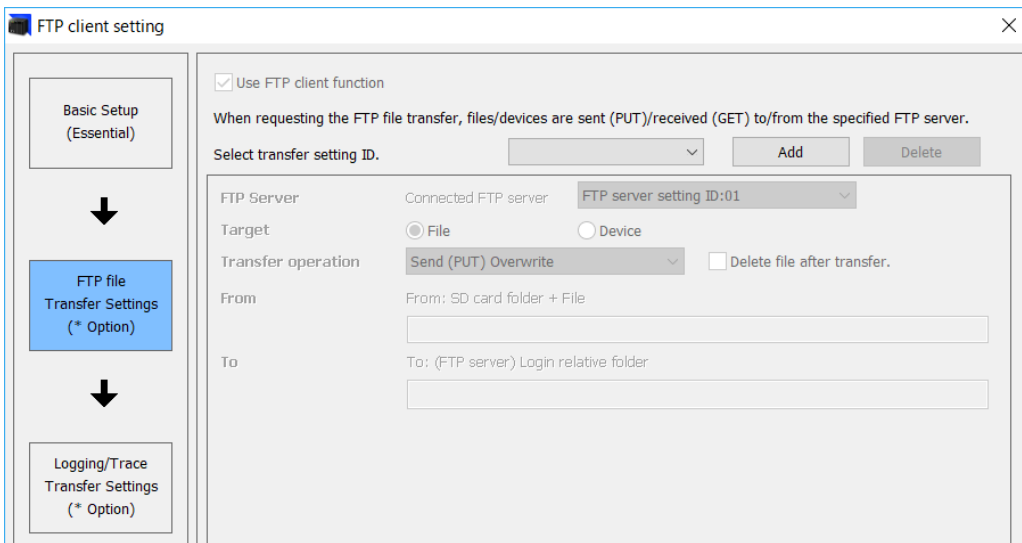 FTP client setting
Basic Setup
(Essential)
FTP file
Transfer Settings
(* Option)
Logging/Trace
Transfer Settings
(* Option)
Use FTP client function
When requesting the FTP file transfer, files/devices are sent (PUT)/received (GET) to/from the specified FTP server.
Select transfer setting ID.
Add
Delete
FTP Server
Connected FTP server
FTP server setting ID:01
Target
File
Device
Transfer operation
Send (PUT) Overwrite
Delete file after transfer.
From
From: SD card folder + File
To
To: (FTP server) Login relative folder